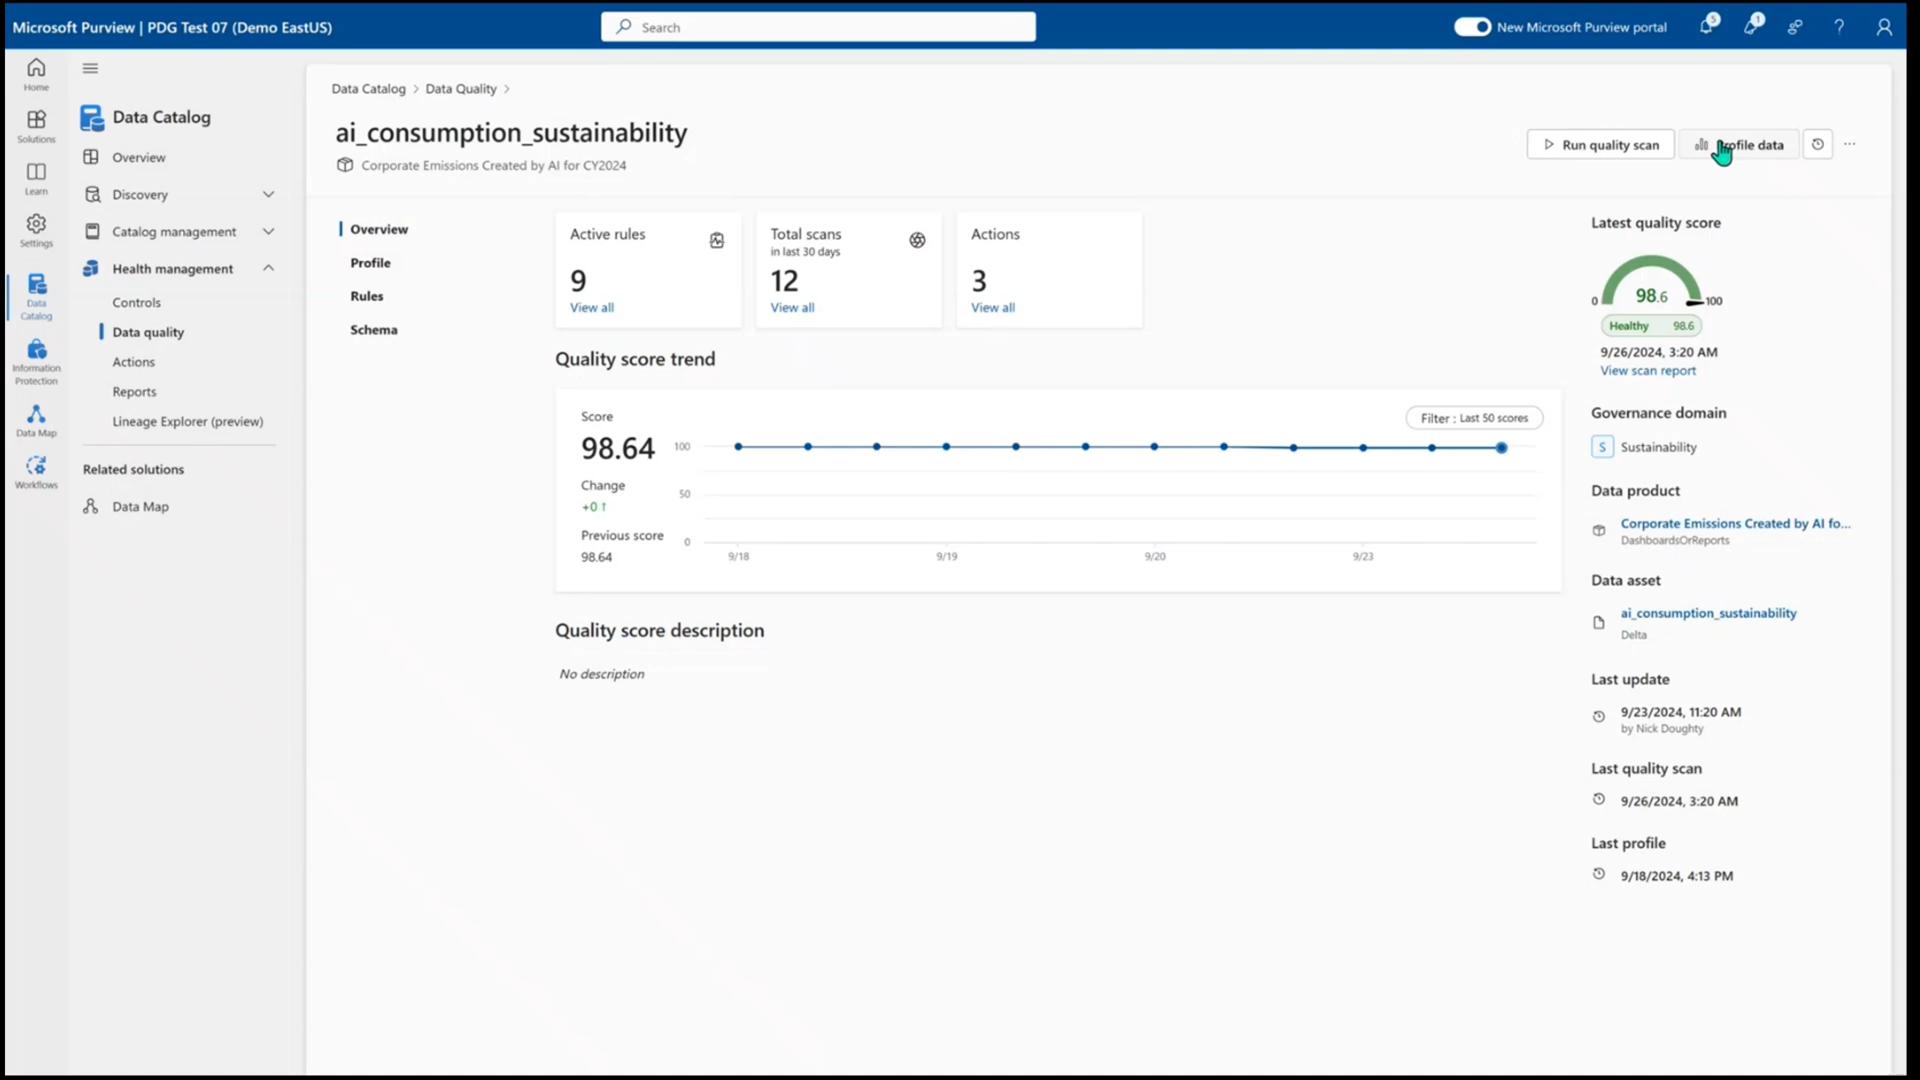 Microsoft Purview | PDG Test 07 (Demo EastUS)
Search
New Microsoft Purview portal
5
1
Home
Solutions
Learn
Settings
Data
Catalog
Information
Protection
Data Map
Workflows
Data Catalog
Overview
Discovery
Catalog management
Health management
Controls
Data quality
Actions
Reports
Lineage Explorer (preview)
Related solutions
Data Map
Data Catalog > Data Quality >
ai_consumption_sustainability
Corporate Emissions Created by AI for CY2024
Run quality scan
data
Overview
Profile
Rules
Schema
Active rules
9
View all
Total scans
in last 30 days
12
View all
Actions
3
View all
Quality score trend
Score
98.64
Change
+0 ↑
Previous score
98.64
Filter : Last 50 scores
100
50
0
9/18
9/19
9/20
9/23
Quality score description
No description
Latest quality score
0
98.6
100
Healthy 98.6
9/26/2024, 3:20 AM
View scan report
Governance domain
S Sustainability
Data product
Corporate Emissions Created by AI fo...
DashboardsOrReports
Data asset
ai_consumption_sustainability
Delta
Last update
9/23/2024, 11:20 AM
by Nick Doughty
Last quality scan
9/26/2024, 3:20 AM
Last profile
9/18/2024, 4:13 PM